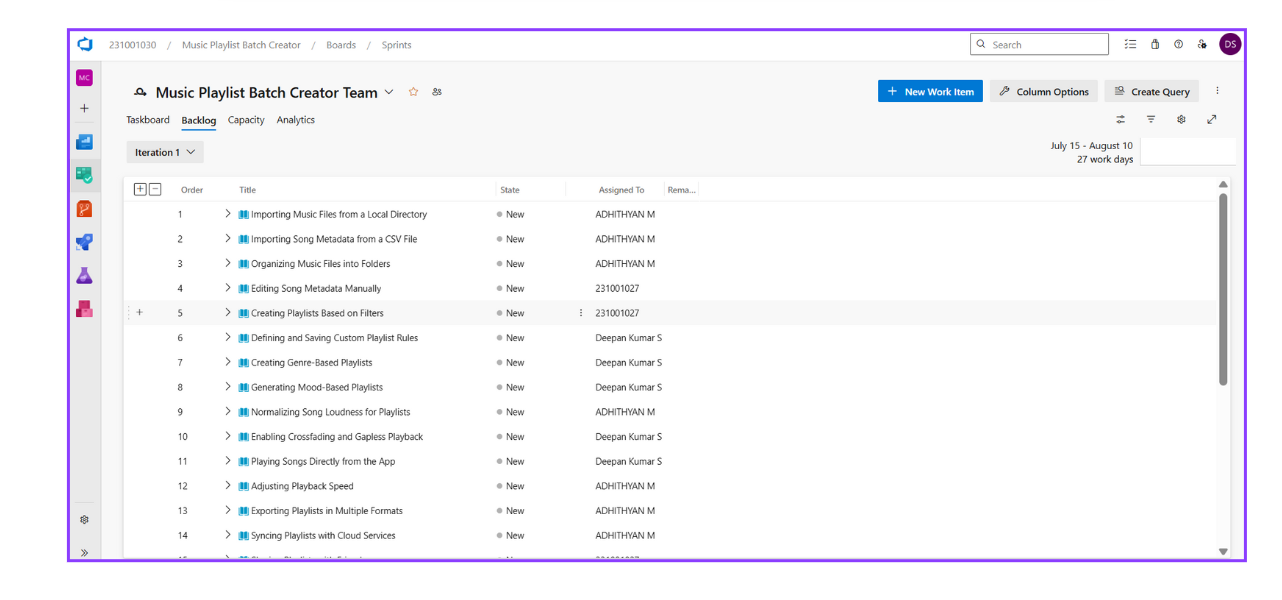 231001030 / Music Playlist Batch Creator / Boards / Sprints
Search
DS
MC
Music Playlist Batch Creator Team
New Work Item
Column Options
Create Query
Taskboard Backlog Capacity Analytics
Iteration 1
July 15 - August 10
27 work days
Order Title State Assigned To Rema...
1 Importing Music Files from a Local Directory New ADHITHYAN M
2 Importing Song Metadata from a CSV File New ADHITHYAN M
3 Organizing Music Files into Folders New ADHITHYAN M
4 Editing Song Metadata Manually New 231001027
5 Creating Playlists Based on Filters New 231001027
6 Defining and Saving Custom Playlist Rules New Deepan Kumar S
7 Creating Genre-Based Playlists New Deepan Kumar S
8 Generating Mood-Based Playlists New Deepan Kumar S
9 Normalizing Song Loudness for Playlists New ADHITHYAN M
10 Enabling Crossfading and Gapless Playback New Deepan Kumar S
11 Playing Songs Directly from the App New Deepan Kumar S
12 Adjusting Playback Speed New ADHITHYAN M
13 Exporting Playlists in Multiple Formats New ADHITHYAN M
14 Syncing Playlists with Cloud Services New ADHITHYAN M